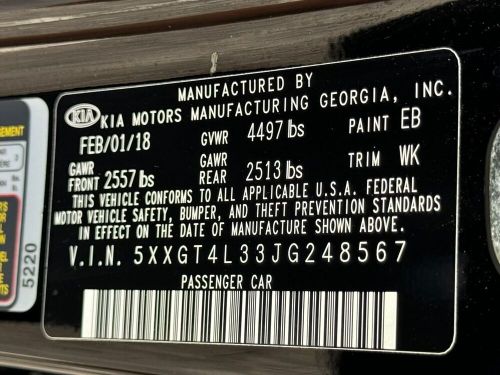 MANUFACTURED BY
KIA KIA MOTORS MANUFACTURING GEORGIA, INC.
FEB/01/18 GVWR 4497 lbs PAINT EB
GAWR FRONT 2557 lbs GAWR REAR 2513 lbs TRIM WK
THIS VEHICLE CONFORMS TO ALL APPLICABLE U.S.A. FEDERAL
MOTOR VEHICLE SAFETY, BUMPER, AND THEFT PREVENTION STANDARDS
IN EFFECT ON THE DATE OF MANUFACTURE SHOWN ABOVE.
V.I.N. 5XXGT4L33JG248567
PASSENGER CAR
5220